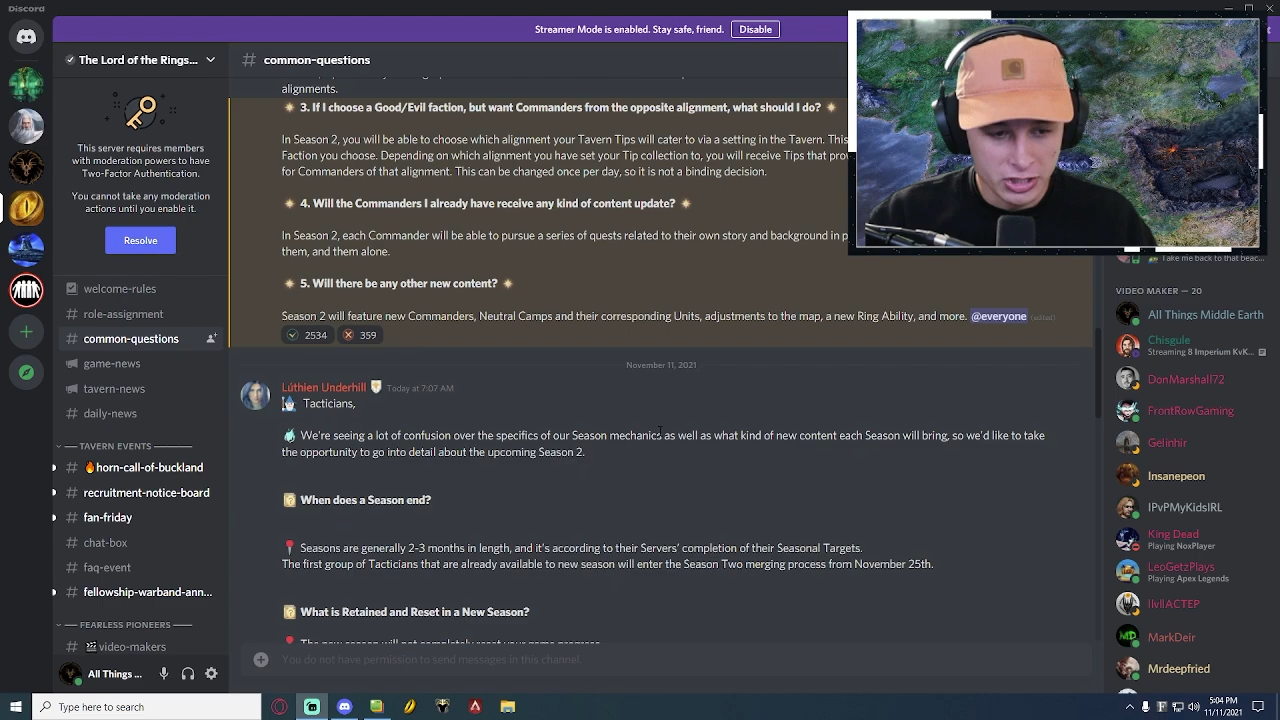 Discord
Streamer Mode is enabled. Stay safe, friend.
Disable
The Lord of the Rings...
common-questions
This server requires members
with moderation powers to have
Two Factor Authentication.
You cannot take any moderation
actions until you enable it.
Resolve
welcome-rules
role-assignment
common-questions
game-news
tavern-news
daily-news
TAVERN EVENTS
homeland-or-darkland
recruitment-notice-board
fan-friday
chat-box
faq-event
fellowship-warband-ann...
FEARLESS PIONEERS
video-makers
All Things ...
alignments.
3. If I choose a Good/Evil faction, but want Commanders from the opposite alignment, what should I do?
In Season 2, you will be able to choose which alignment your Tavern Tips will cater to via a setting in the Tavern. This
Faction you choose. Depending on which alignment you have set your Tip collection to, you will receive Tips that pro
for Commanders of that alignment. This can be changed once per day, so it is not a binding decision.
4. Will the Commanders I already have receive any kind of content update?
In Season 2, each Commander will be able to pursue a series of quests related to their own story and background in p
them, and then alone.
5. Will there be any other new content?
Season 2 will feature new Commanders, Neutral Camps and their corresponding Units, adjustments to the map, a new Ring Ability, and more. @everyone (edited)
2534
359
November 11, 2021
Lúthien Underhill Today at 7:07 AM
Tacticians,
We're seeing a lot of confusion over the specifics of our Season mechanics as well as what kind of new content each Season will bring, so we'd like to take
the opportunity to go into detail about the upcoming Season 2.
When does a Season end?
Seasons are generally 2-3 months in length, and it's according to their Servers' completion of their Seasonal Targets.
The first group of Tacticians who are already available to new season will enter the Season Two merging process from November 25th.
What is Retained and Reset in a New Season?
You do not have permission to send messages in this channel.
Take me back to that beac...
VIDEO MAKER — 20
All Things Middle Earth
Chisgule
Streaming 8 Imperium KvK...
DonMarshall72
FrontRowGaming
Gelinhir
Insanepeon
IPvPMyKidsIRL
King Dead
Playing NoxPlayer
LeoGetzPlays
Playing Apex Legends
MarkDeir
Mrdeepfried
Type here to search
5:04 PM
11/11/2021